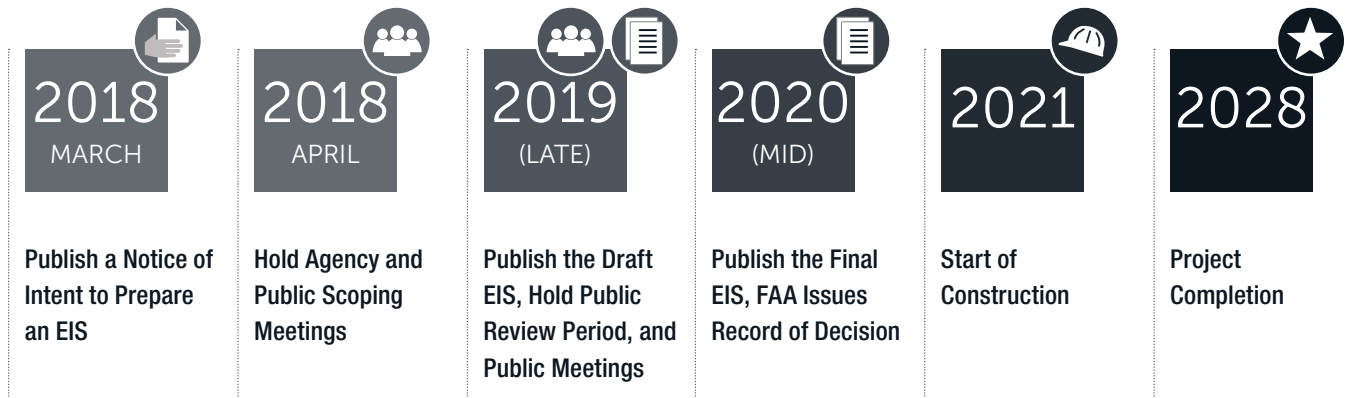 2018
MARCH
Publish a Notice of
Intent to Prepare
an EIS
2018
APRIL
Hold Agency and
Public Scoping
Meetings
2019
(LATE)
Publish the Draft
EIS, Hold Public
Review Period, and
Public Meetings
2020
(MID)
Publish the Final
EIS, FAA Issues
Record of Decision
2021
Start of
Construction
2028
Project
Completion